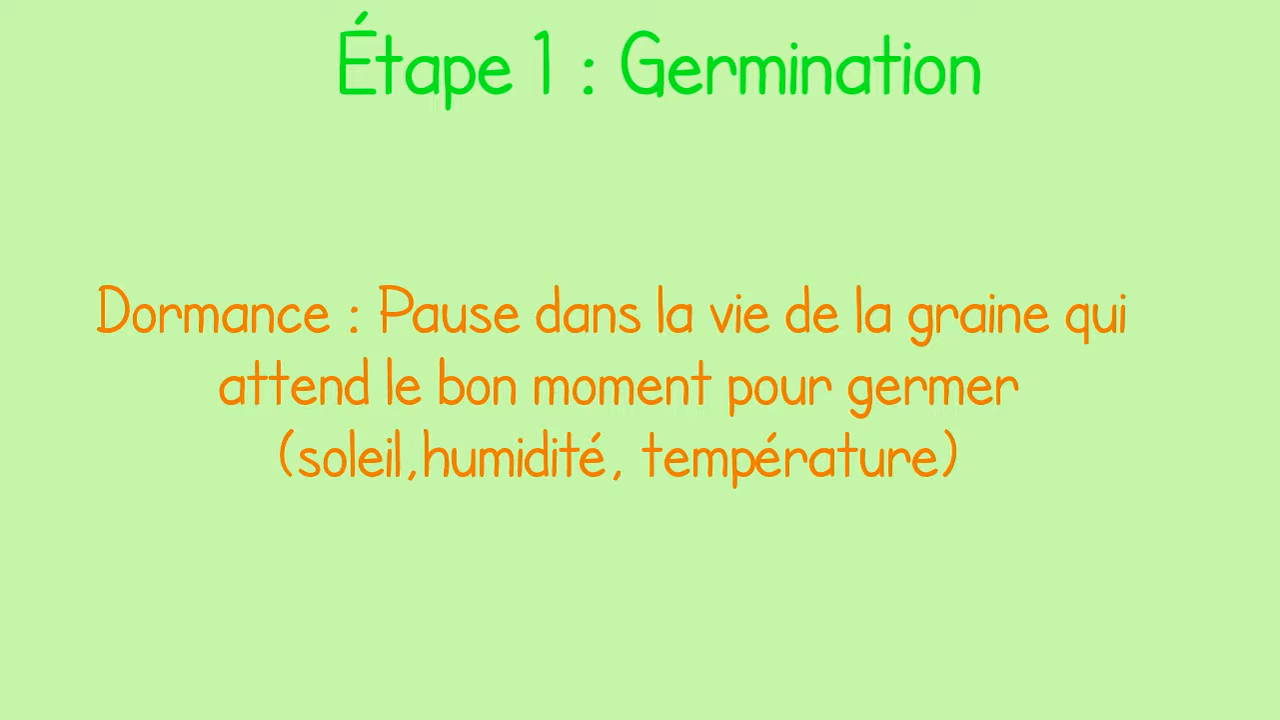 Étape 1 : Germination
Dormance : Pause dans la vie de la graine qui
attend le bon moment pour germer
(soleil,humidité, température)